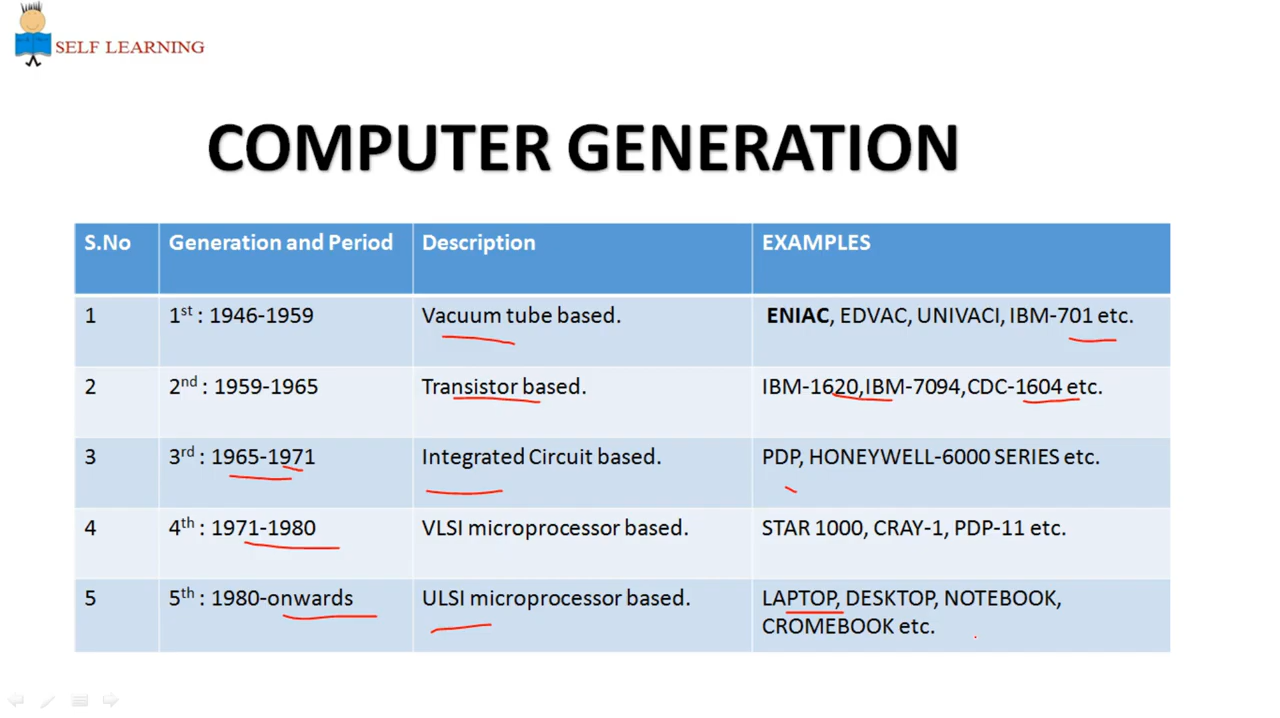 SELF LEARNING
COMPUTER GENERATION
S.No Generation and Period Description EXAMPLES
1 1st : 1946-1959 Vacuum tube based. ENIAC, EDVAC, UNIVACI, IBM-701 etc.
2 2nd : 1959-1965 Transistor based. IBM-1620,IBM-7094,CDC-1604 etc.
3 3rd : 1965-1971 Integrated Circuit based. PDP, HONEYWELL-6000 SERIES etc.
4 4th : 1971-1980 VLSI microprocessor based. STAR 1000, CRAY-1, PDP-11 etc.
5 5th : 1980-onwards ULSI microprocessor based. LAPTOP, DESKTOP, NOTEBOOK,
CROMEBOOK etc.